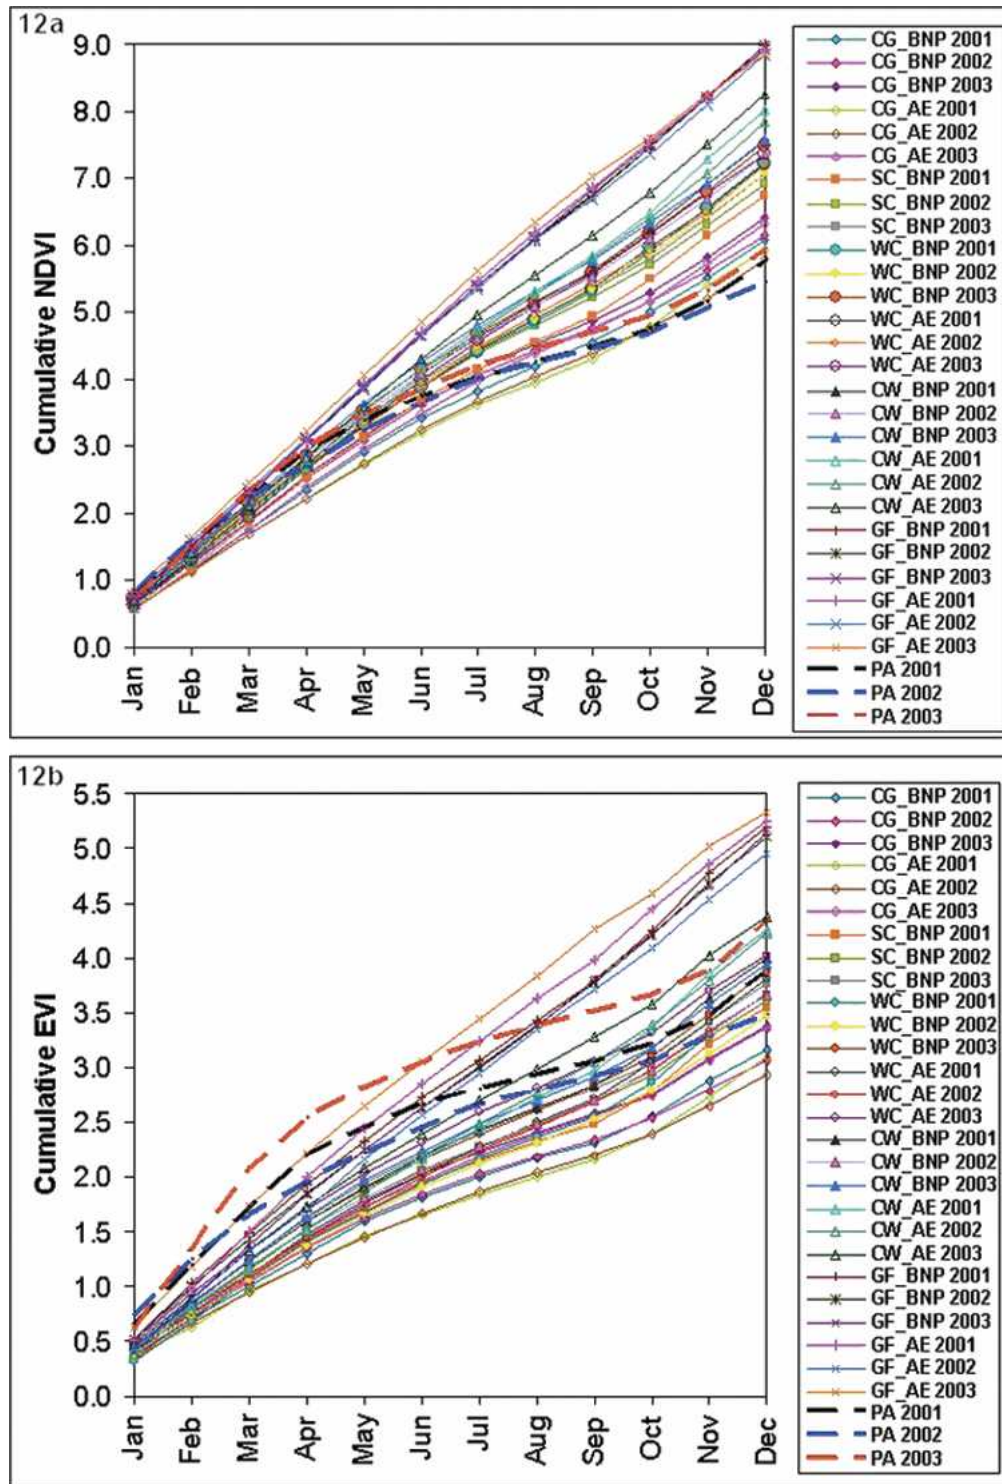 12a
Cumulative NDVI
9.0
8.0
7.0
6.0
5.0
4.0
3.0
2.0
1.0
0.0
Jan
Feb
Mar
Apr
May
Jun
Jul
Aug
Sep
Oct
Nov
Dec
CG_BNP 2001
CG_BNP 2002
CG_BNP 2003
CG_AE 2001
CG_AE 2002
CG_AE 2003
SC_BNP 2001
SC_BNP 2002
SC_BNP 2003
WC_BNP 2001
WC_BNP 2002
WC_BNP 2003
WC_AE 2001
WC_AE 2002
WC_AE 2003
CW_BNP 2001
CW_BNP 2002
CW_BNP 2003
CW_AE 2001
CW_AE 2002
CW_AE 2003
GF_BNP 2001
GF_BNP 2002
GF_BNP 2003
GF_AE 2001
GF_AE 2002
GF_AE 2003
PA 2001
PA 2002
PA 2003
12b
Cumulative EVI
5.5
5.0
4.5
4.0
3.5
3.0
2.5
2.0
1.5
1.0
0.5
0.0
Jan
Feb
Mar
Apr
May
Jun
Jul
Aug
Sep
Oct
Nov
Dec
CG_BNP 2001
CG_BNP 2002
CG_BNP 2003
CG_AE 2001
CG_AE 2002
CG_AE 2003
SC_BNP 2001
SC_BNP 2002
SC_BNP 2003
WC_BNP 2001
WC_BNP 2002
WC_BNP 2003
WC_AE 2001
WC_AE 2002
WC_AE 2003
CW_BNP 2001
CW_BNP 2002
CW_BNP 2003
CW_AE 2001
CW_AE 2002
CW_AE 2003
GF_BNP 2001
GF_BNP 2002
GF_BNP 2003
GF_AE 2001
GF_AE 2002
GF_AE 2003
PA 2001
PA 2002
PA 2003